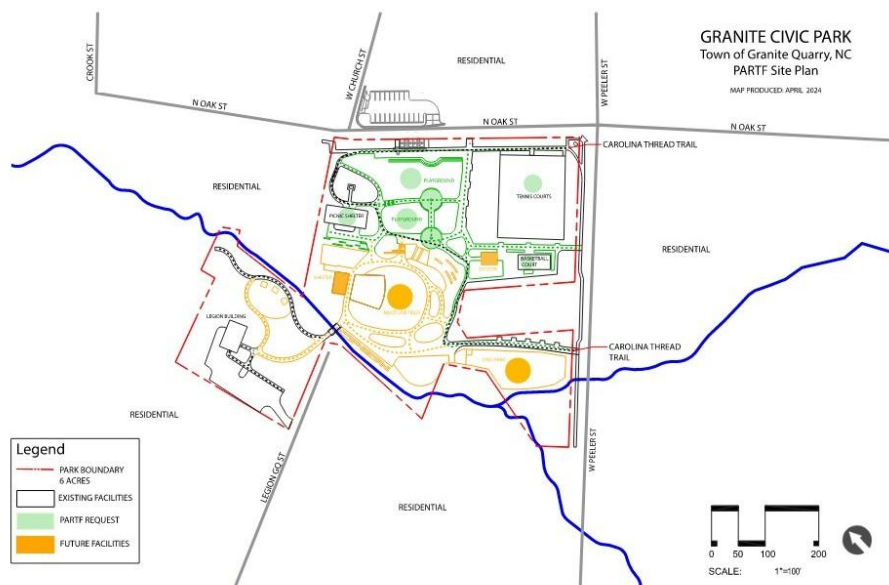 GRANITE CIVIC PARK
Town of Granite Quarry, NC
PARTF Site Plan
MAP PRODUCED: APRIL 2024
CROOK ST
W CHURCH ST
RESIDENTIAL
W PEELER ST
N OAK ST
N OAK ST
N OAK ST
CAROLINA THREAD TRAIL
RESIDENTIAL
PLAYGROUND
TENNIS COURTS
PICNIC SHELTER
PLAYGROUND
RESIDENTIAL
BASKETBALL
COURT
SHELTER
LEGION BUILDING
CAROLINA THREAD
TRAIL
RESIDENTIAL
LEGION GQ ST
W PEELER ST
RESIDENTIAL
Legend
PARK BOUNDARY
6 ACRES
EXISTING FACILITIES
PARTF REQUEST
FUTURE FACILITIES
0 50 100 200
SCALE: 1"=100'